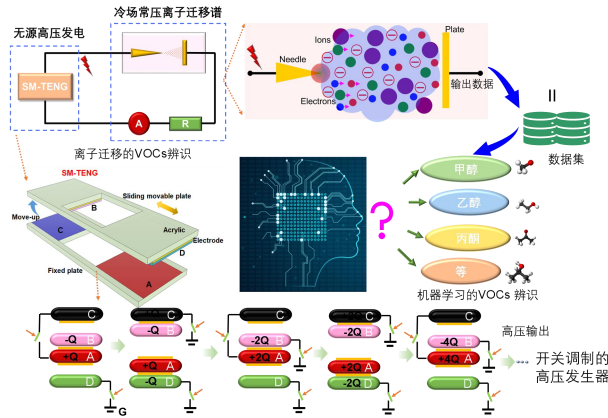 无源高压发电
冷场常压离子迁移谱
SM-TENG
A
R
离子迁移的VOCs辨识
Ions
Plate
Needle
Electrons
输出数据
=
数据集
SM-TENG
Sliding movable plate
Move-up
B
C
Acrylic
Electrode
D
Fixed plate
A
?
甲醇
乙醇
丙酮
等
机器学习的VOCs 辨识
C
-Q B
+Q A
D
G
C
-Q B
+Q A
-Q D
C
-2Q B
+2Q A
D
C
-2Q B
+2Q A
-2Q D
C
-4Q B
+4Q A
D
高压输出
开关调制的
高压发生器